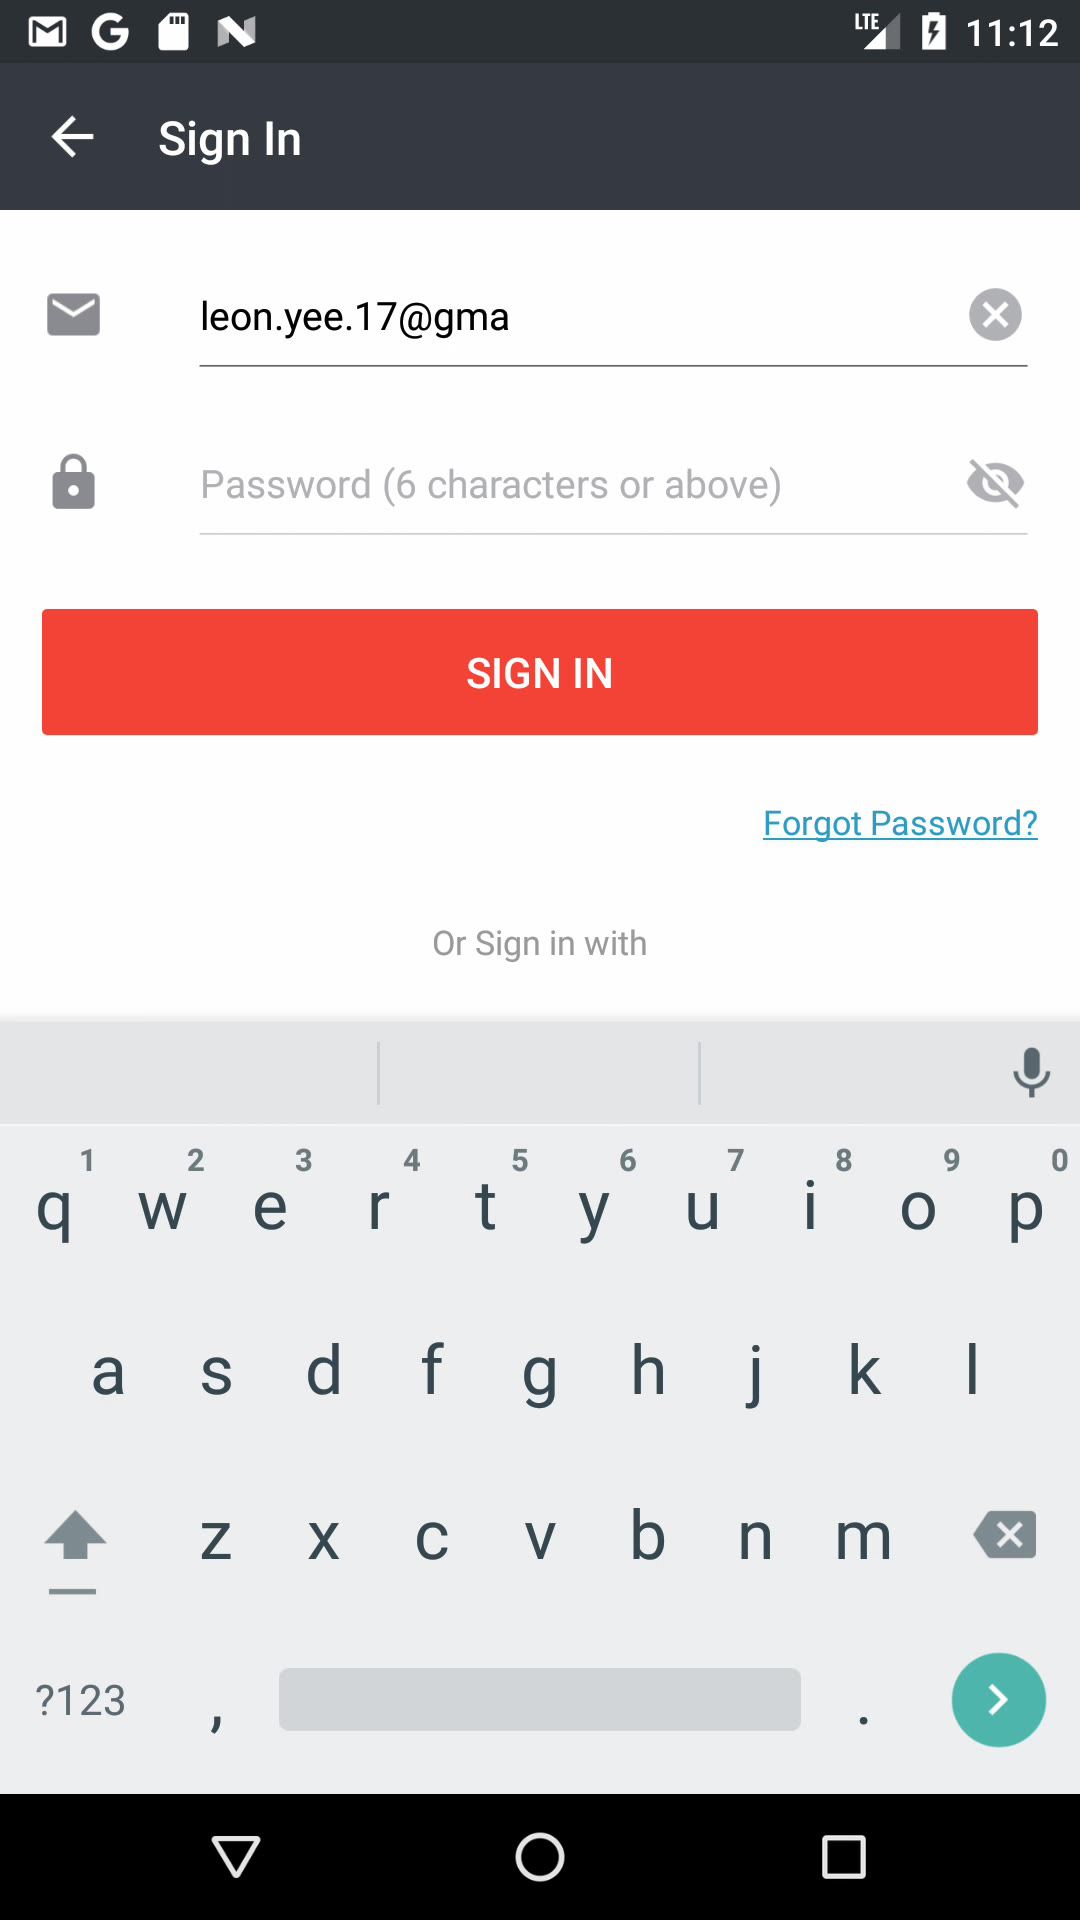 LTE 11:12
Sign In
leon.yee.17@gma
Password (6 characters or above)
SIGN IN
Forgot Password?
Or Sign in with
1 2 3 4 5 6 7 8 9 0
q w e r t y u i o p
a s d f g h j k l
z x c v b n m
?123 , .